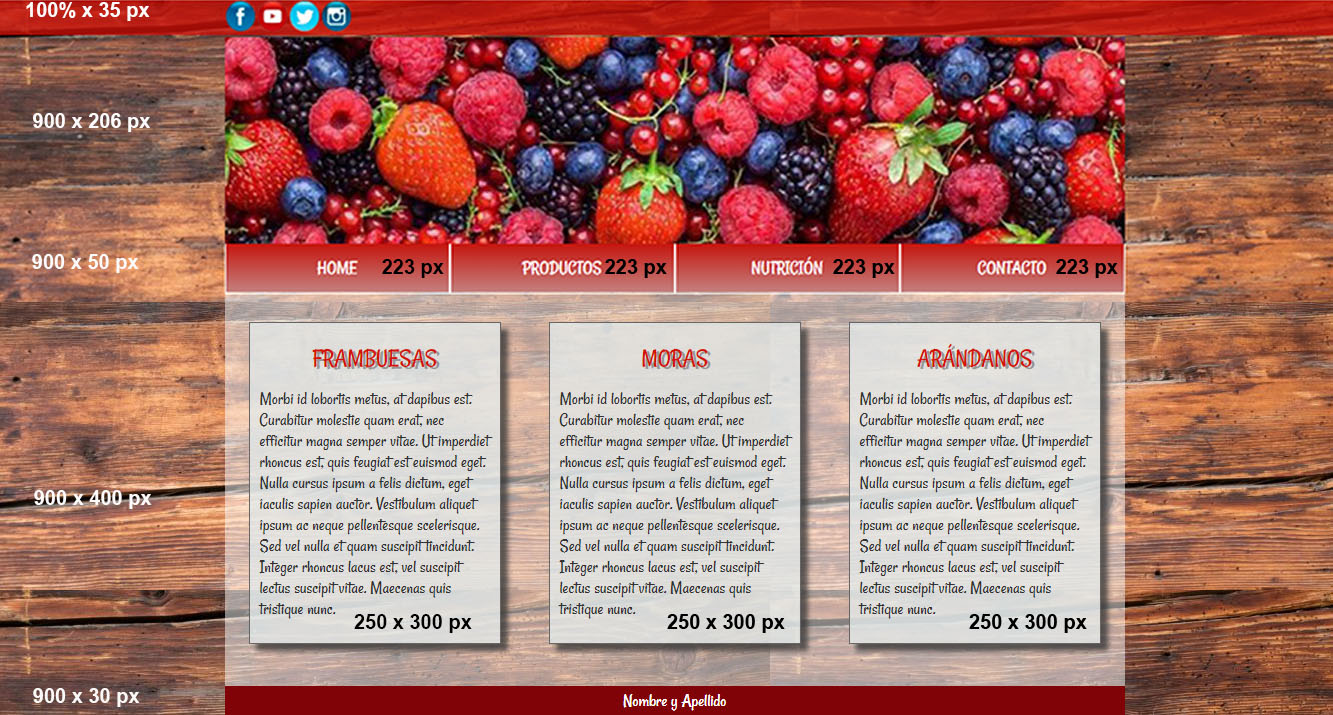 100% x 35 px
900 x 206 px
900 x 50 px
HOME 223 px PRODUCTOS 223 px NUTRICIÓN 223 px CONTACTO 223 px
FRAMBUESAS
Morbi id lobortis metus, at dapibus est.
Curabitur molestie quam erat, nec
efficitur magna semper vitae. Ut imperdiet
rhoncus est, quis feugiat est euismod eget.
Nulla cursus ipsum a felis dictum, eget
iaculis sapien auctor. Vestibulum aliquet
ipsum ac neque pellentesque scelerisque.
Sed vel nulla et quam suscipit tincidunt.
Integer rhoncus lacus est, vel suscipit
lectus suscipit vitae. Maecenas quis
tristique nunc.
250 x 300 px
MORAS
Morbi id lobortis metus, at dapibus est.
Curabitur molestie quam erat, nec
efficitur magna semper vitae. Ut imperdiet
rhoncus est, quis feugiat est euismod eget.
Nulla cursus ipsum a felis dictum, eget
iaculis sapien auctor. Vestibulum aliquet
ipsum ac neque pellentesque scelerisque.
Sed vel nulla et quam suscipit tincidunt.
Integer rhoncus lacus est, vel suscipit
lectus suscipit vitae. Maecenas quis
tristique nunc.
250 x 300 px
ARÁNDANOS
Morbi id lobortis metus, at dapibus est.
Curabitur molestie quam erat, nec
efficitur magna semper vitae. Ut imperdiet
rhoncus est, quis feugiat est euismod eget.
Nulla cursus ipsum a felis dictum, eget
iaculis sapien auctor. Vestibulum aliquet
ipsum ac neque pellentesque scelerisque.
Sed vel nulla et quam suscipit tincidunt.
Integer rhoncus lacus est, vel suscipit
lectus suscipit vitae. Maecenas quis
tristique nunc.
250 x 300 px
900 x 400 px
900 x 30 px
Nombre y Apellido